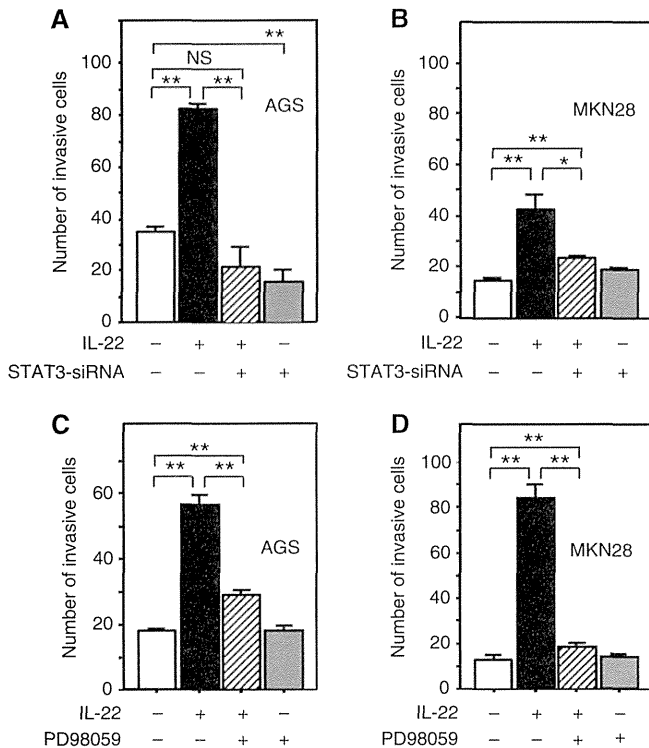 A
**
NS
** **
AGS
Number of invasive cells
100
80
60
40
20
0
IL-22 − + + −
STAT3-siRNA − − + +
B
**
** *
MKN28
Number of invasive cells
100
80
60
40
20
0
IL-22 − + + −
STAT3-siRNA − − + +
C
**
** **
AGS
Number of invasive cells
60
40
20
0
IL-22 − + + −
PD98059 − − + +
D
**
** **
MKN28
Number of invasive cells
100
80
60
40
20
0
IL-22 − + + −
PD98059 − − + +